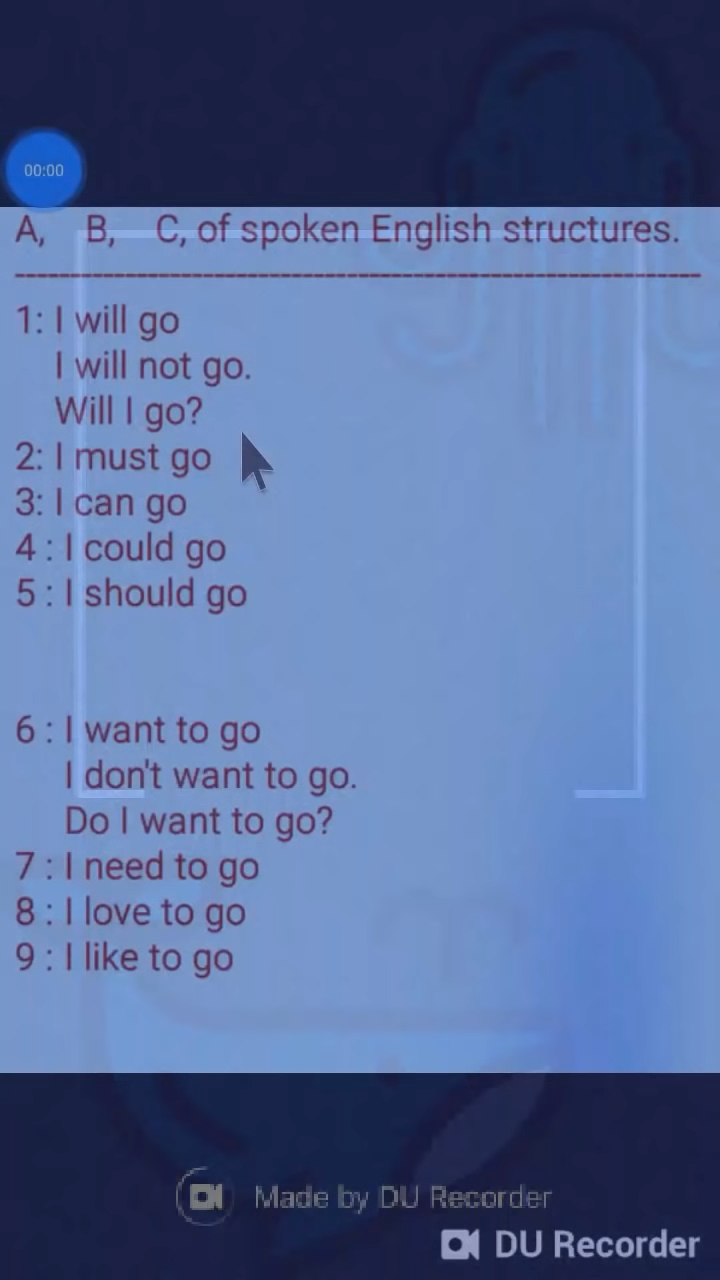 00:00
A, B, C, of spoken English structures.
--------------------------------------------------------------
1: I will go
I will not go.
Will I go?
2: I must go
3: I can go
4 : I could go
5 : I should go
6 : I want to go
I don't want to go.
Do I want to go?
7 : I need to go
8 : I love to go
9 : I like to go
Made by DU Recorder
DU Recorder